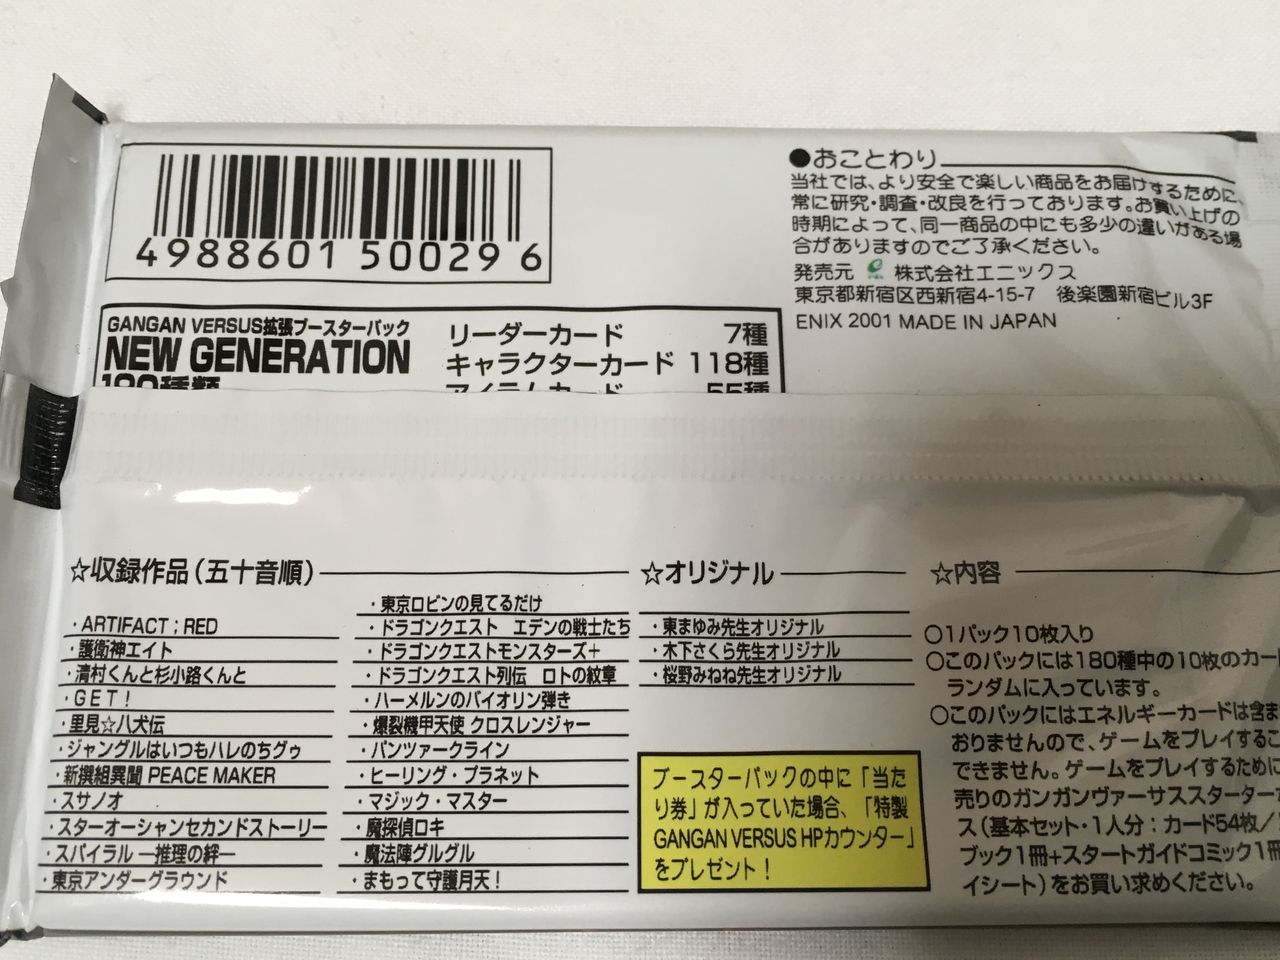 4988601500296
GANGAN VERSUS拡張ブースターパック
NEW GENERATION
180種類
リーダーカード 7種
キャラクターカード 118種
アイテムカード 55種
●おことわり
当社では、より安全で楽しい商品をお届けするために、
常に研究・調査・改良を行っております。お買い上げの
時期によって、同一商品の中にも多少の違いがある場
合がありますのでご了承ください。
発売元 株式会社エニックス
東京都新宿区西新宿4-15-7 後楽園新宿ビル3F
ENIX 2001 MADE IN JAPAN
☆収録作品(五十音順)
・ARTIFACT；RED
・護衛神エイト
・清村くんと杉小路くんと
・GET！
・里見☆八犬伝
・ジャングルはいつもハレのちグゥ
・新撰組異聞 PEACE MAKER
・スサノオ
・スターオーシャンセカンドストーリー
・スパイラル ―推理の絆―
・東京アンダーグラウンド
・東京ロビンの見てるだけ
・ドラゴンクエスト エデンの戦士たち
・ドラゴンクエストモンスターズ+
・ドラゴンクエスト列伝 ロトの紋章
・ハーメルンのバイオリン弾き
・爆裂機甲天使 クロスレンジャー
・パンツァークライン
・ヒーリング・プラネット
・マジック・マスター
・魔探偵ロキ
・魔法陣グルグル
・まもって守護月天！
☆オリジナル
・東まゆみ先生オリジナル
・木下さくら先生オリジナル
・桜野みねね先生オリジナル
ブースターパックの中に「当た
り券」が入っていた場合、「特製
GANGAN VERSUS HPカウンター」
をプレゼント！
☆内容
○1パック10枚入り
○このパックには180種中の10枚のカー
ランダムに入っています。
○このパックにはエネルギーカードは含ま
おりませんので、ゲームをプレイするこ
できません。ゲームをプレイするために
売りのガンガンヴァーサススターター
ス(基本セット・1人分：カード54枚/
ブック1冊+スタートガイドコミック1冊
イシート)をお買い求めください。